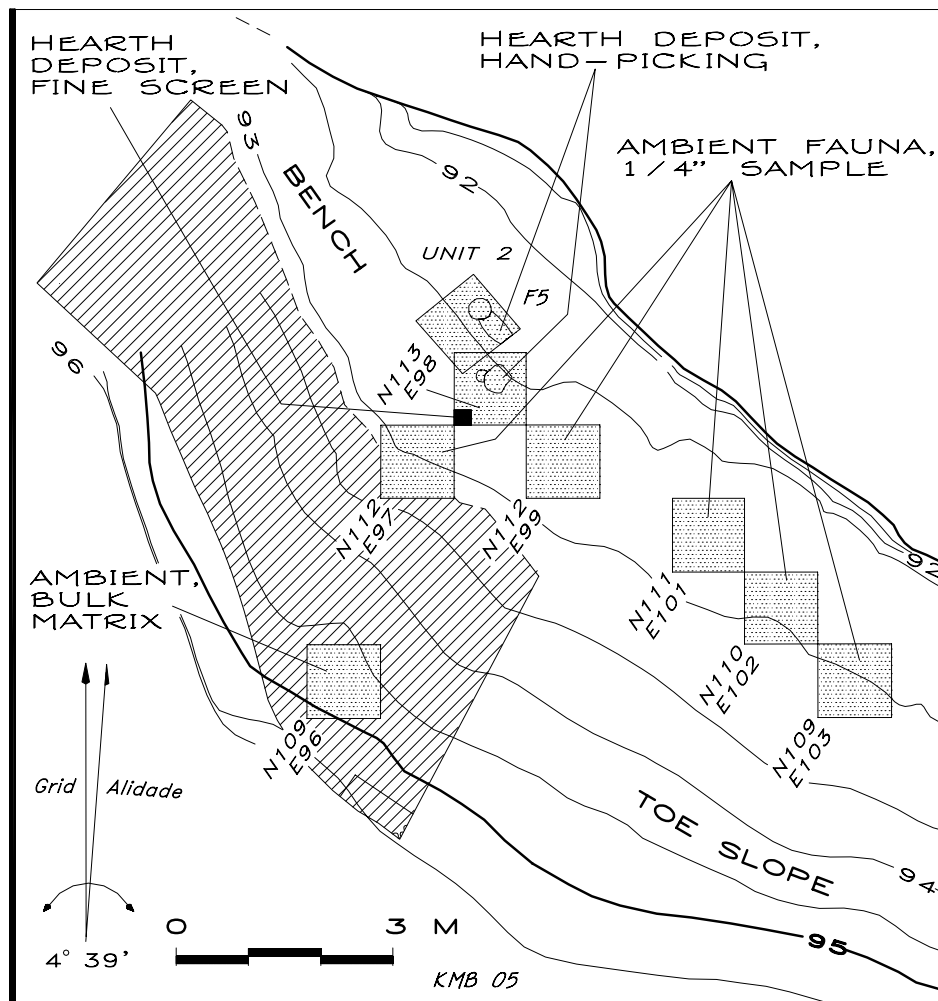 HEARTH
DEPOSIT,
FINE SCREEN
HEARTH DEPOSIT,
HAND-PICKING
AMBIENT FAUNA,
1/4" SAMPLE
93
BENCH
92
UNIT 2
F5
96
N113
E98
N112
E97
N112
E99
92
AMBIENT,
BULK
MATRIX
N111
E101
N110
E102
N109
E96
N109
E103
Grid
Alidade
TOE SLOPE
94
95
0 3 M
4° 39'
KMB 05